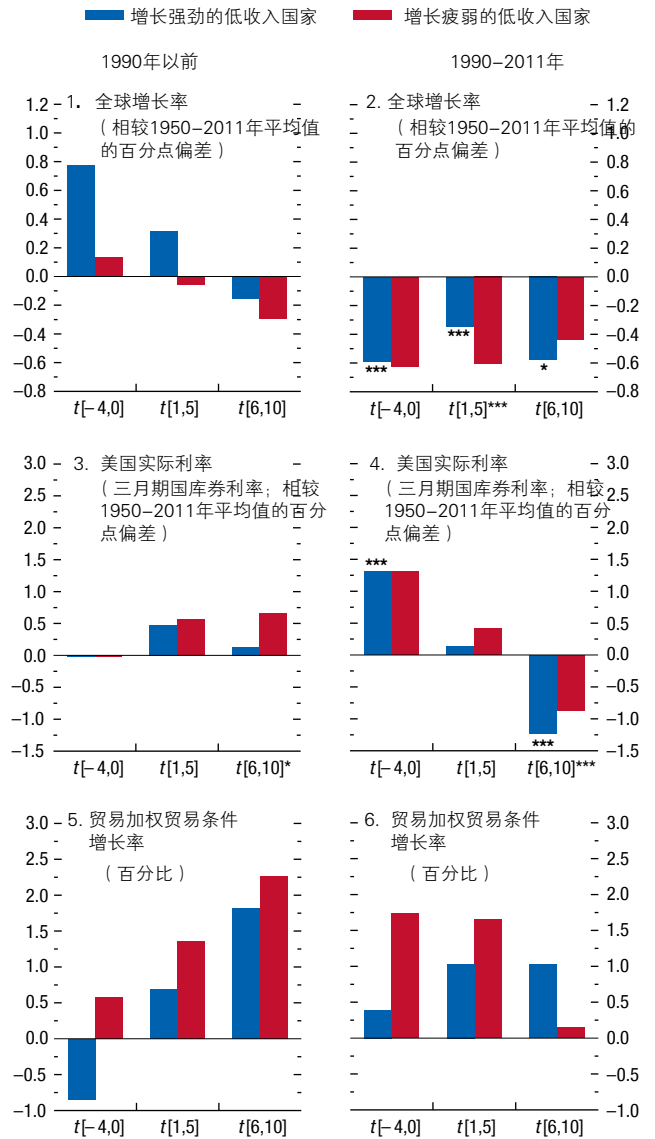 增长强劲的低收入国家 增长疲弱的低收入国家
1990年以前 1990–2011年
1. 全球增长率
（相较1950–2011年平均值
的百分点偏差）
1.2
1.0
0.8
0.6
0.4
0.2
0.0
–0.2
–0.4
–0.6
–0.8
t[–4,0] t[1,5] t[6,10]
2. 全球增长率
（相较1950–2011年平均值的
百分点偏差）
1.2
1.0
0.8
0.6
0.4
0.2
0.0
–0.2
–0.4
–0.6
–0.8
*** *** *
t[–4,0] t[1,5]*** t[6,10]
3. 美国实际利率
（三月期国库券利率；相较
1950–2011年平均值的百分
点偏差）
3.0
2.5
2.0
1.5
1.0
0.5
0.0
–0.5
–1.0
–1.5
t[–4,0] t[1,5] t[6,10]*
4. 美国实际利率
（三月期国库券利率；相较
1950–2011年平均值的百分
点偏差）
3.0
2.5
2.0
1.5
1.0
0.5
0.0
–0.5
–1.0
–1.5
***
***
t[–4,0] t[1,5] t[6,10]***
5. 贸易加权贸易条件
增长率
（百分比）
3.0
2.5
2.0
1.5
1.0
0.5
0.0
–0.5
–1.0
t[–4,0] t[1,5] t[6,10]
6. 贸易加权贸易条件
增长率
（百分比）
3.0
2.5
2.0
1.5
1.0
0.5
0.0
–0.5
–1.0
t[–4,0] t[1,5] t[6,10]